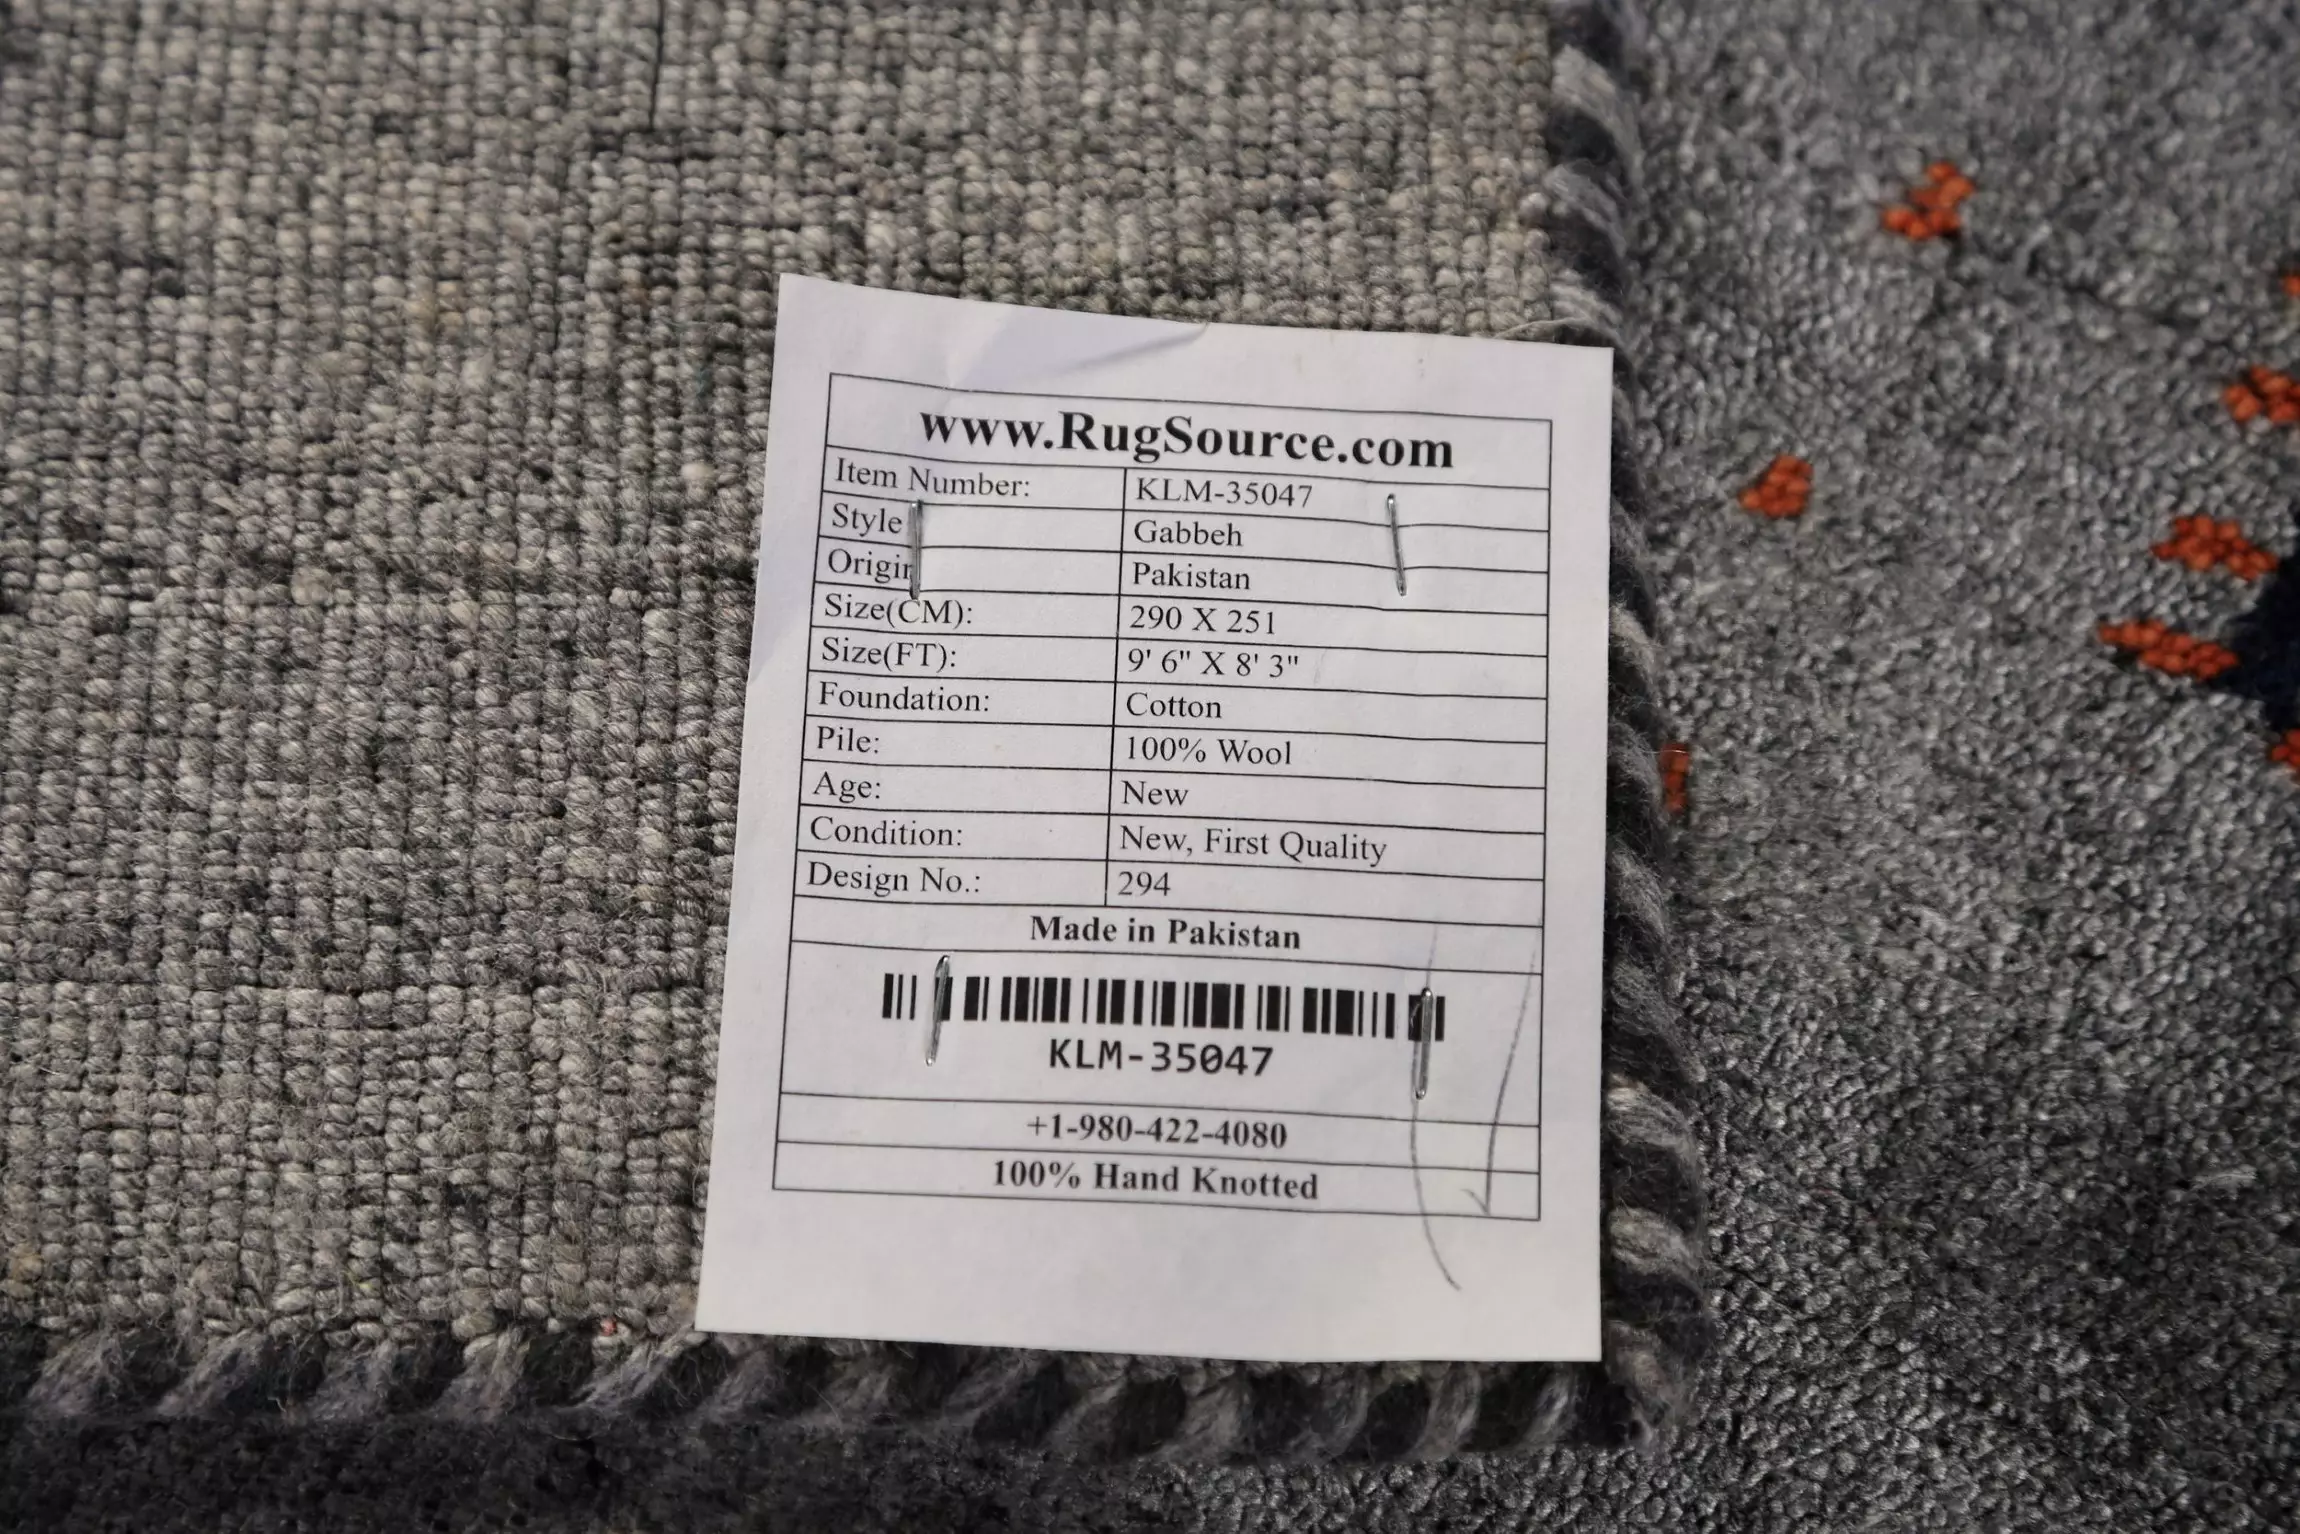 www.RugSource.com
Item Number: KLM-35047
Style Gabbeh
Origin Pakistan
Size(CM): 290 X 251
Size(FT): 9' 6" X 8' 3"
Foundation: Cotton
Pile: 100% Wool
Age: New
Condition: New, First Quality
Design No.: 294
Made in Pakistan
KLM-35047
+1-980-422-4080
100% Hand Knotted